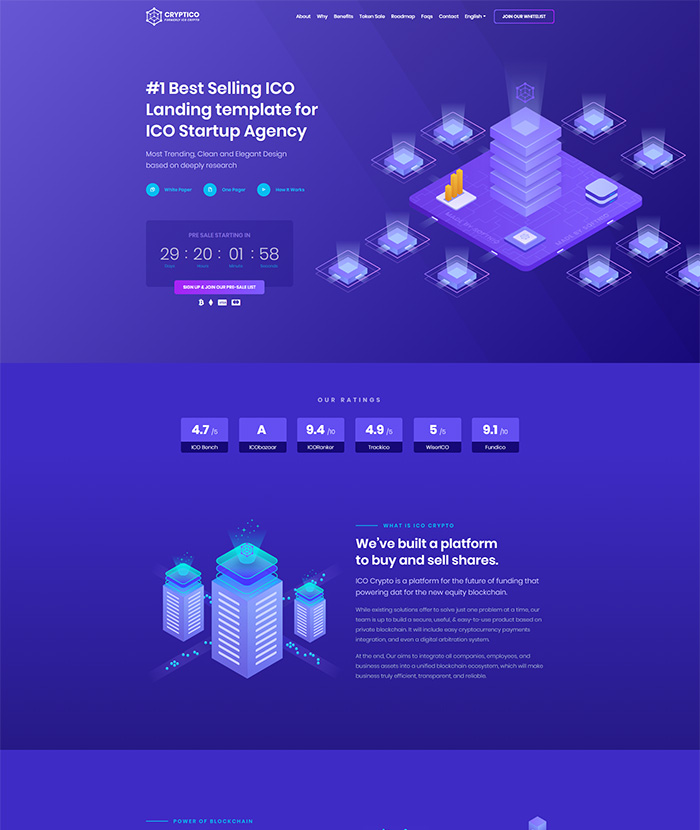 CRYPTICO
FORMERLY ICO CRYPTO
About Why Benefits Token Sale Roadmap Faqs Contact English JOIN OUR WHITELIST
#1 Best Selling ICO
Landing template for
ICO Startup Agency
Most Trending, Clean and Elegant Design
based on deeply research
White Paper One Pager How It Works
PRE SALE STARTING IN
29 : 20 : 01 : 58
Days Hours Minutes Seconds
SIGN UP & JOIN OUR PRE-SALE LIST
OUR RATINGS
4.7 /5 A 9.4 /10 4.9 /5 5 /5 9.1 /10
ICO Bench ICObazaar ICORanker Trackico WiserICO Fundico
WHAT IS ICO CRYPTO
We've built a platform
to buy and sell shares.
ICO Crypto is a platform for the future of funding that
powering dat for the new equity blockchain.
While existing solutions offer to solve just one problem at a time, our
team is up to build a secure, useful, & easy-to-use product based on
private blockchain. It will include easy cryptocurrency payments
integration, and even a digital arbitration system.
At the end, Our aims to integrate all companies, employees, and
business assets into a unified blockchain ecosystem, which will make
business truly efficient, transparent, and reliable.
POWER OF BLOCKCHAIN